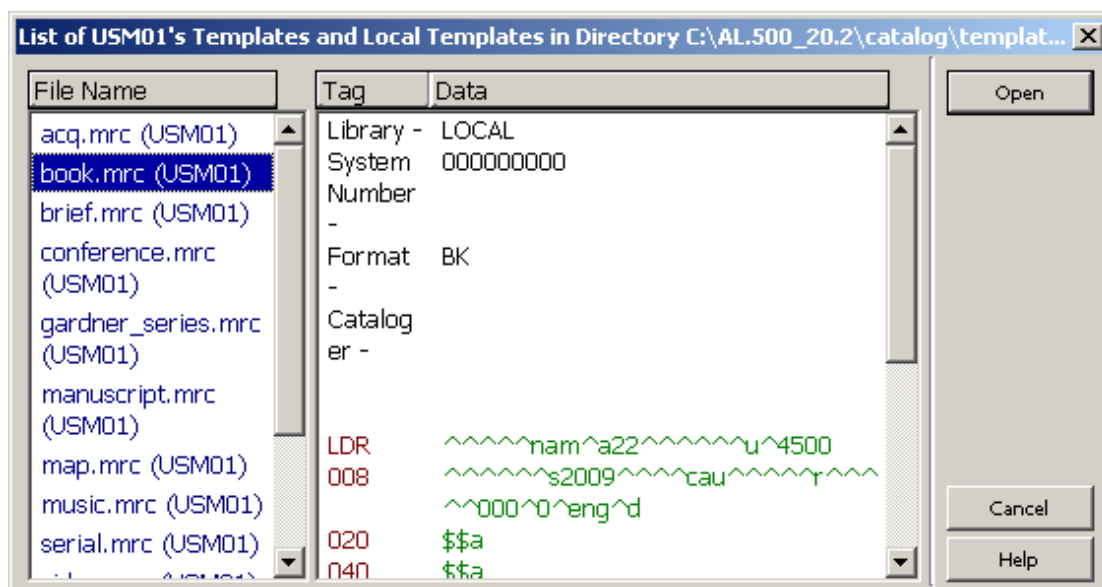 List of USM01's Templates and Local Templates in Directory C:\AL.500_20.2\catalog\templat...
File Name
Tag
Data
Open
acq.mrc (USM01)
book.mrc (USM01)
brief.mrc (USM01)
conference.mrc
(USM01)
gardner_series.mrc
(USM01)
manuscript.mrc
(USM01)
map.mrc (USM01)
music.mrc (USM01)
serial.mrc (USM01)
Library - LOCAL
System 000000000
Number
-
Format BK
-
Catalog
er -
LDR ^^^^^nam^a22^^^^^^u^4500
008 ^^^^^^s2009^^^^cau^^^^^r^^^
^^000^0^eng^d
020 $$a
040 $$a
Cancel
Help